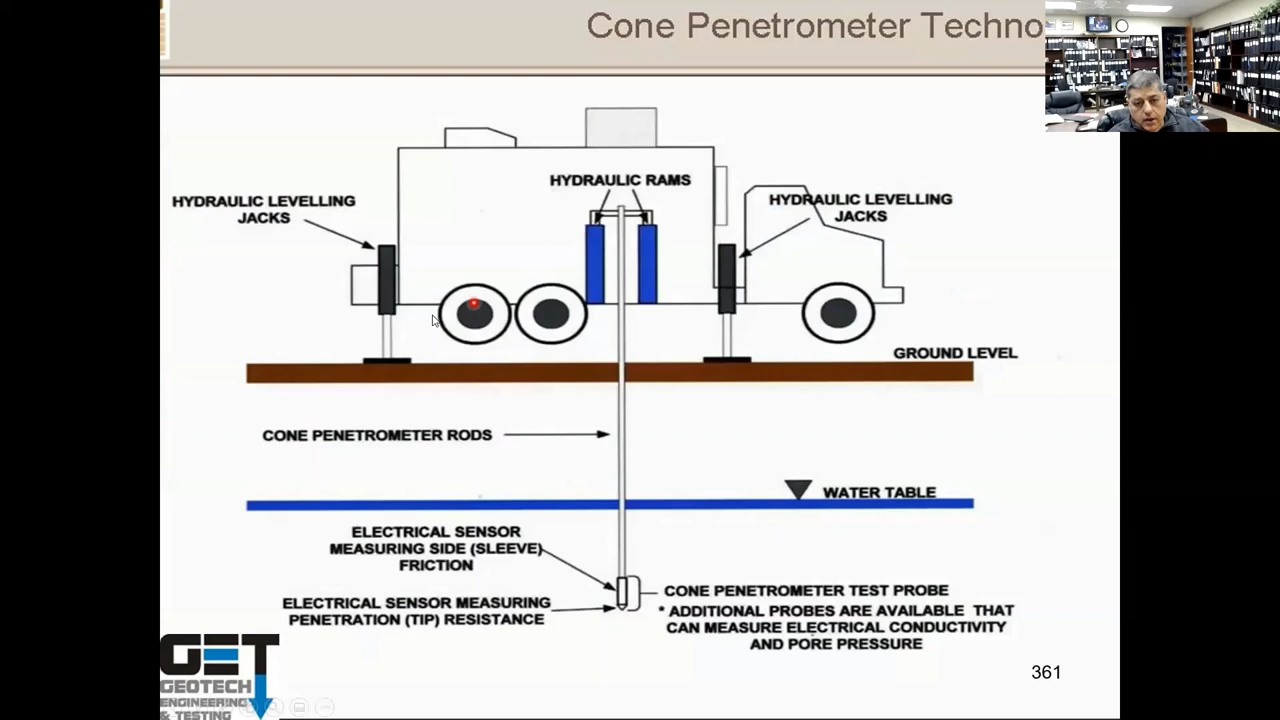 Cone Penetrometer Techno
HYDRAULIC RAMS
HYDRAULIC LEVELLING
JACKS
HYDRAULIC LEVELLING
JACKS
GROUND LEVEL
CONE PENETROMETER RODS
WATER TABLE
ELECTRICAL SENSOR
MEASURING SIDE (SLEEVE)
FRICTION
CONE PENETROMETER TEST PROBE
ELECTRICAL SENSOR MEASURING
PENETRATION (TIP) RESISTANCE
* ADDITIONAL PROBES ARE AVAILABLE THAT
CAN MEASURE ELECTRICAL CONDUCTIVITY
AND PORE PRESSURE
GET
GEOTECH
ENGINEERING
& TESTING
361